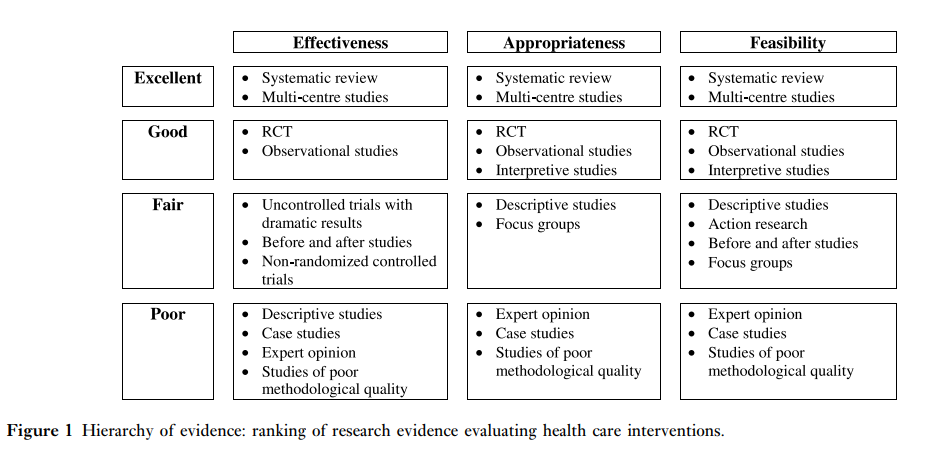 Effectiveness
Appropriateness
Feasibility
Excellent
• Systematic review
• Multi-centre studies
• Systematic review
• Multi-centre studies
• Systematic review
• Multi-centre studies
Good
• RCT
• Observational studies
• RCT
• Observational studies
• Interpretive studies
• RCT
• Observational studies
• Interpretive studies
Fair
• Uncontrolled trials with
dramatic results
• Before and after studies
• Non-randomized controlled
trials
• Descriptive studies
• Focus groups
• Descriptive studies
• Action research
• Before and after studies
• Focus groups
Poor
• Descriptive studies
• Case studies
• Expert opinion
• Studies of poor
methodological quality
• Expert opinion
• Case studies
• Studies of poor
methodological quality
• Expert opinion
• Case studies
• Studies of poor
methodological quality
Figure 1 Hierarchy of evidence: ranking of research evidence evaluating health care interventions.